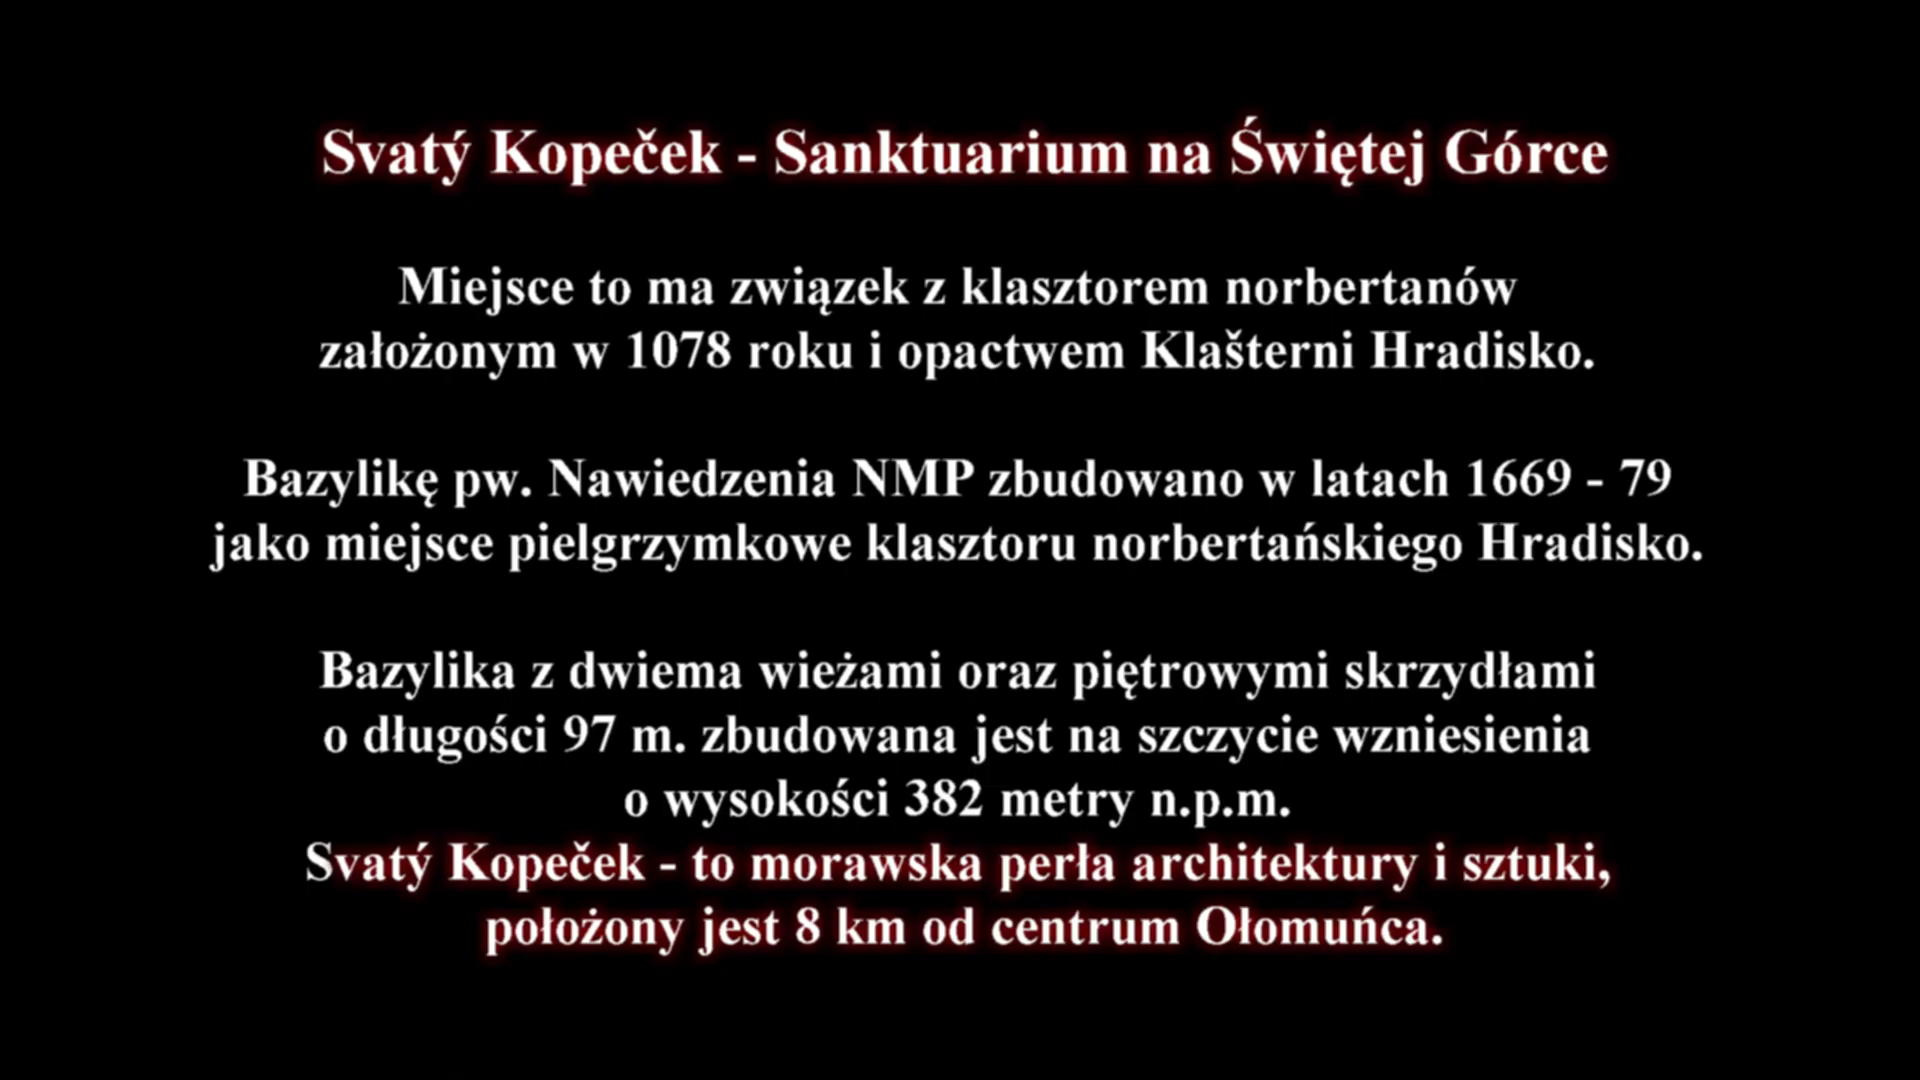 Svatý Kopeček - Sanktuarium na Świętej Górce
Miejsce to ma związek z klasztorem norbertanów
założonym w 1078 roku i opactwem Klašterni Hradisko.
Bazylikę pw. Nawiedzenia NMP zbudowano w latach 1669 - 79
jako miejsce pielgrzymkowe klasztoru norbertańskiego Hradisko.
Bazylika z dwiema wieżami oraz piętrowymi skrzydłami
o długości 97 m. zbudowana jest na szczycie wzniesienia
o wysokości 382 metry n.p.m.
Svatý Kopeček - to morawska perła architektury i sztuki,
położony jest 8 km od centrum Ołomuńca.